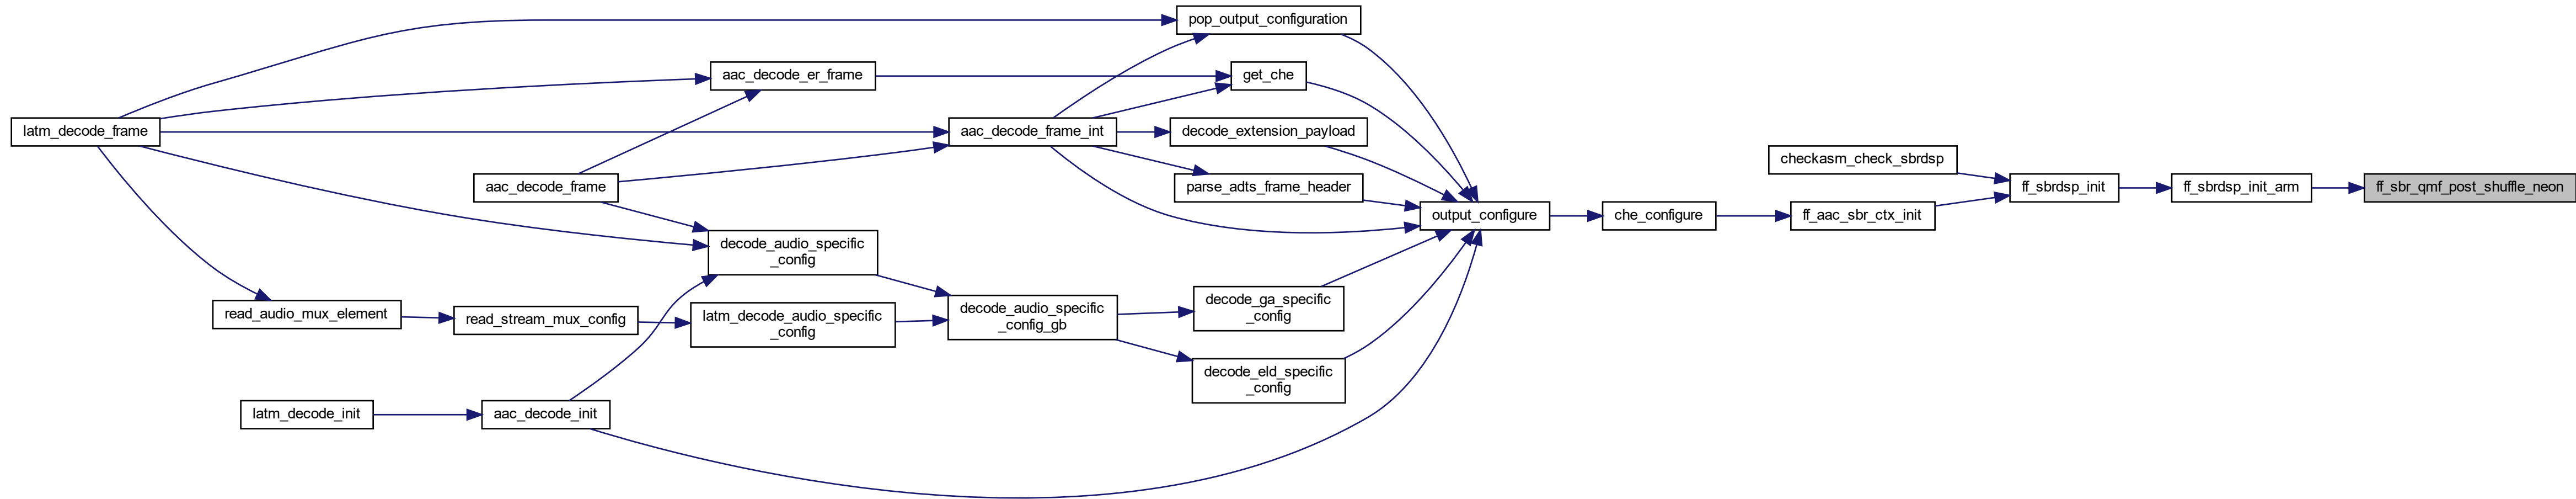 pop_output_configuration
aac_decode_er_frame
get_che
latm_decode_frame
aac_decode_frame_int
decode_extension_payload
checkasm_check_sbrdsp
aac_decode_frame
parse_adts_frame_header
ff_sbrdsp_init
ff_sbrdsp_init_arm
ff_sbr_qmf_post_shuffle_neon
output_configure
che_configure
ff_aac_sbr_ctx_init
decode_audio_specific
_config
read_audio_mux_element
read_stream_mux_config
latm_decode_audio_specific
_config
decode_audio_specific
_config_gb
decode_ga_specific
_config
decode_eld_specific
_config
latm_decode_init
aac_decode_init